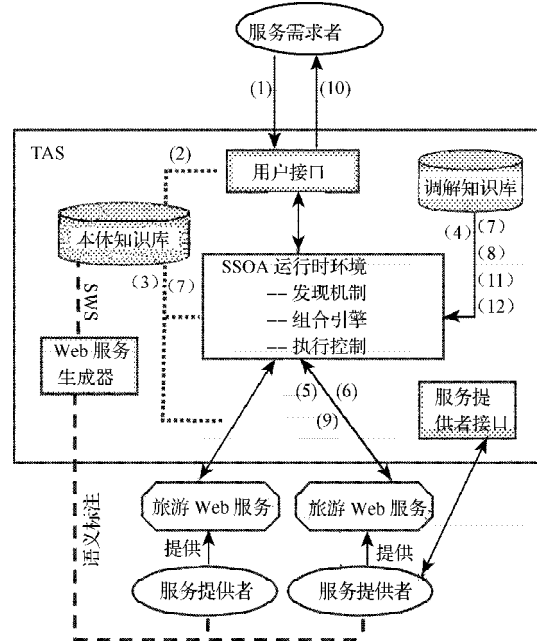 服务需求者
(1)
(10)
TAS
(2)
用户接口
调解知识库
本体知识库
(4)
(7)
(8)
(11)
(12)
(3)
(7)
SSOA 运行时环境
-- 发现机制
-- 组合引擎
-- 执行控制
SWS
Web 服务
生成器
(5)
(6)
(9)
服务提
供者接口
语义标注
旅游 Web 服务
旅游 Web 服务
提供
提供
服务提供者
服务提供者